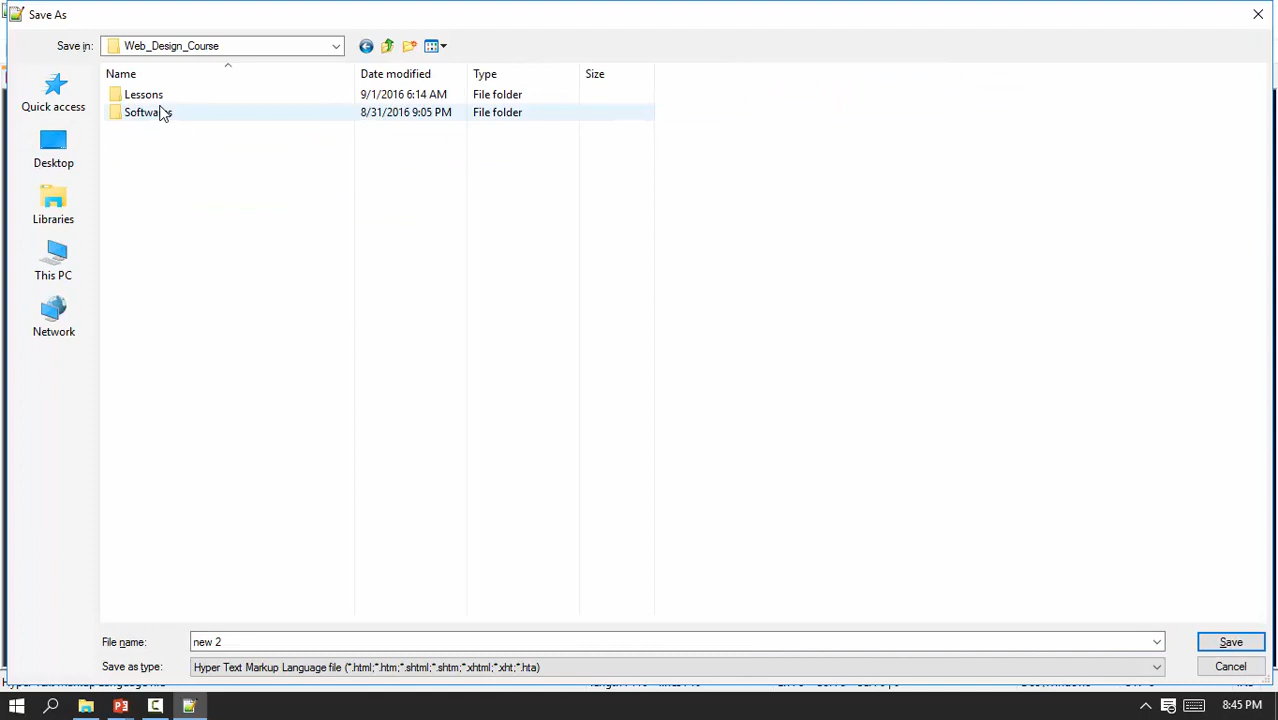 Save As
Save in: Web_Design_Course
Name Date modified Type Size
Lessons 9/1/2016 6:14 AM File folder
8/31/2016 9:05 PM File folder
Quick access
Desktop
Libraries
This PC
Network
File name: new 2 Save
Save as type: Hyper Text Markup Language file (*.html;*.htm;*.shtml;*.shtm;*.xhtml;*.xht;*.hta) Cancel
8:45 PM